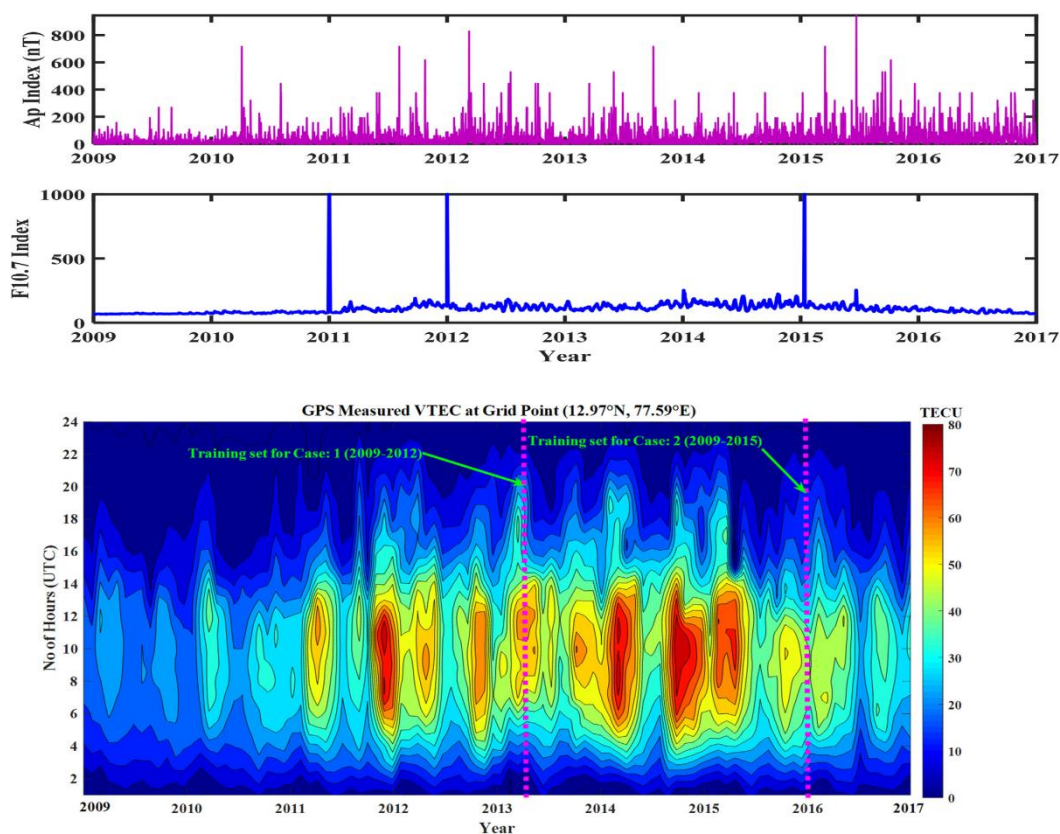 Ap Index (nT)
800
600
400
200
0
2009 2010 2011 2012 2013 2014 2015 2016 2017
F10.7 Index
1000
500
0
2009 2010 2011 2012 2013 2014 2015 2016 2017
Year
GPS Measured VTEC at Grid Point (12.97°N, 77.59°E)
TECU
No of Hours (UTC)
24
22
20
18
16
14
12
10
8
6
4
2
Training set for Case: 1 (2009-2012)
Training set for Case: 2 (2009-2015)
80
70
60
50
40
30
20
10
0
2009 2010 2011 2012 2013 2014 2015 2016 2017
Year